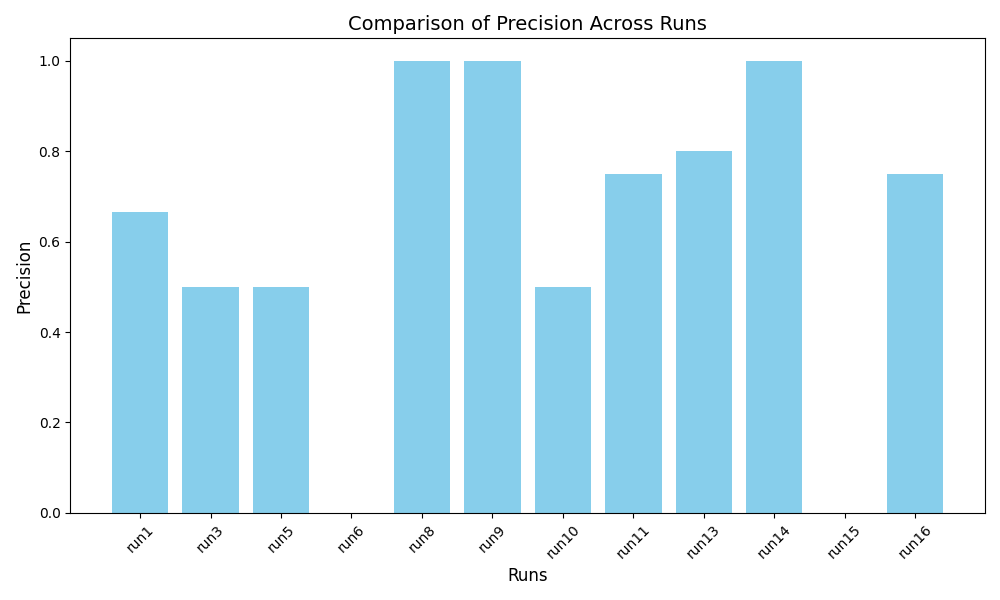 Comparison of Precision Across Runs
Precision
1.0
0.8
0.6
0.4
0.2
0.0
run1
run3
run5
run6
run8
run9
run10
run11
run13
run14
run15
run16
Runs